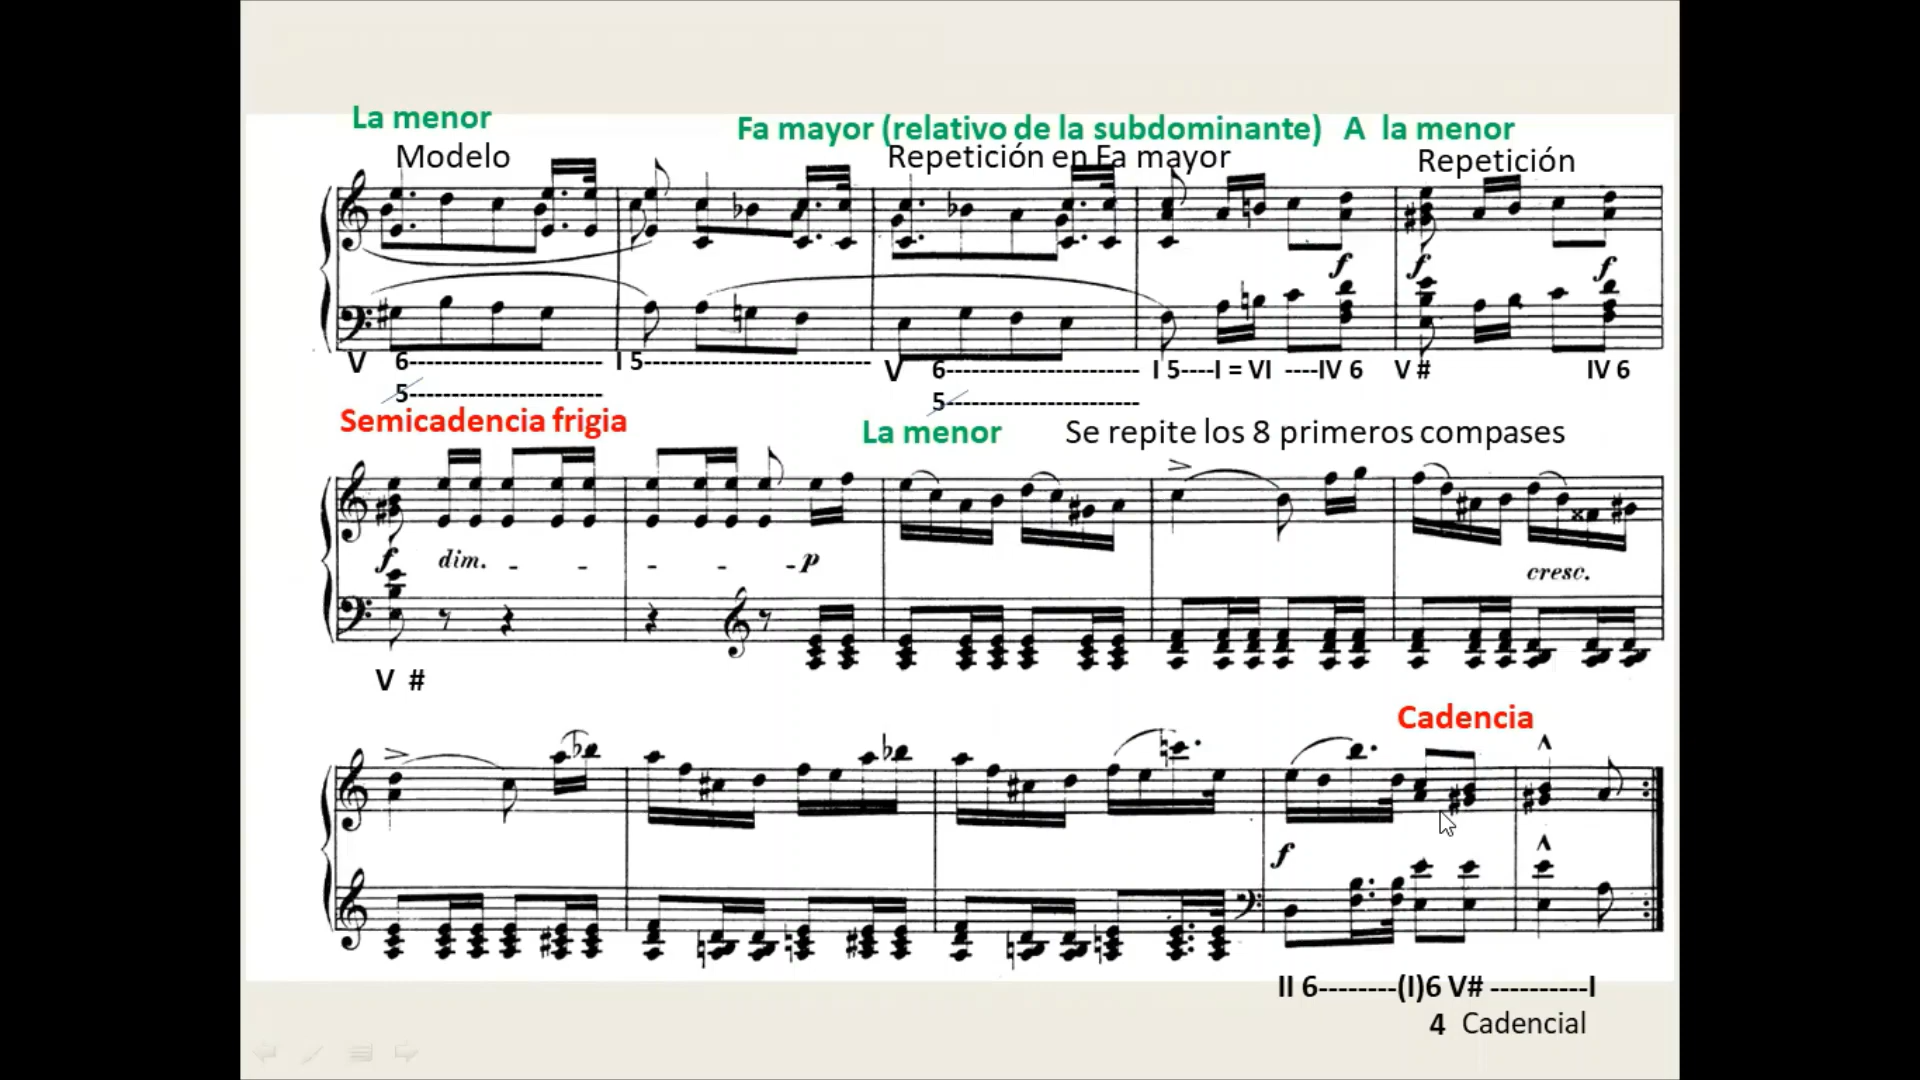 La menor
Fa mayor (relativo de la subdominante) A la menor
Modelo
Repetición en Fa mayor
Repetición
f f f
V 6------------------------ I 5---------------------------- V 6------------------------ I 5----I = VI ----IV 6 V # IV 6
5------------------------ 5------------------------
Semicadencia frigia
La menor
Se repite los 8 primeros compases
f dim. - - - - - p
cresc.
V #
Cadencia
f
II 6--------(I)6 V# ----------I
4 Cadencial